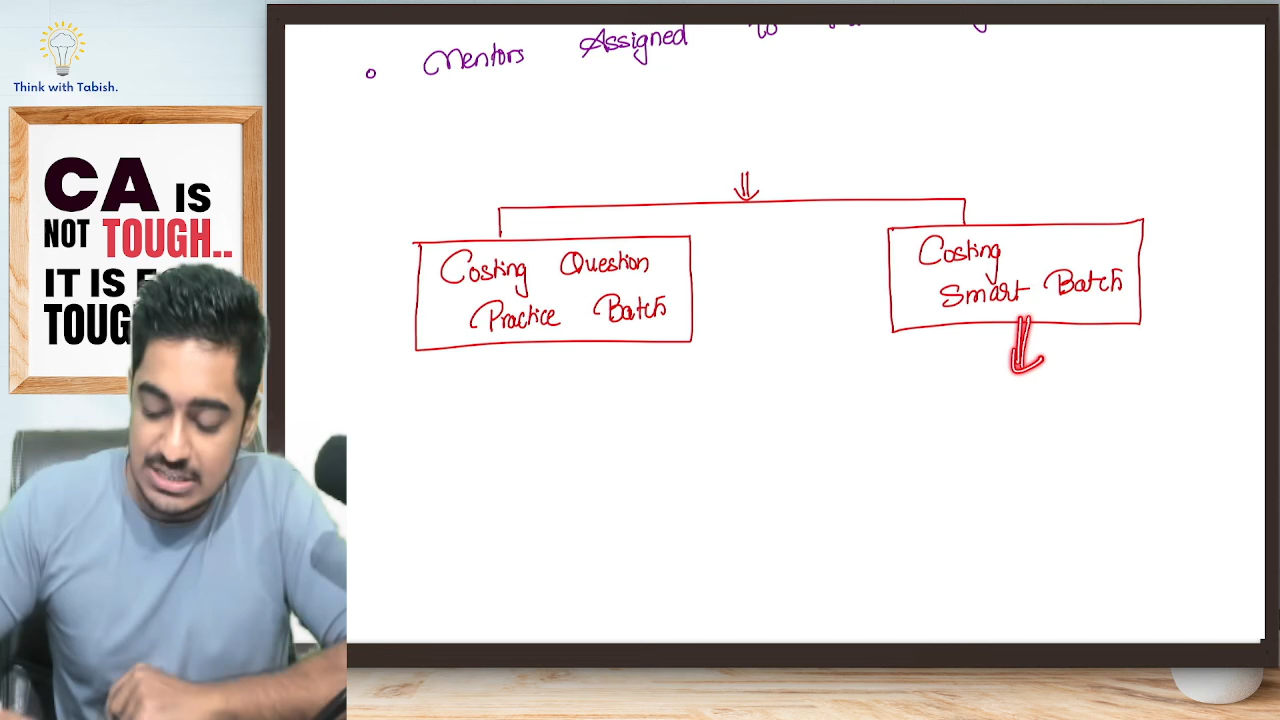 Think with Tabish.
CA IS
NOT TOUGH..
IT IS
TOUG
Mentors Assigned
Costing Question
Practice Batch
Costing
Smart Batch